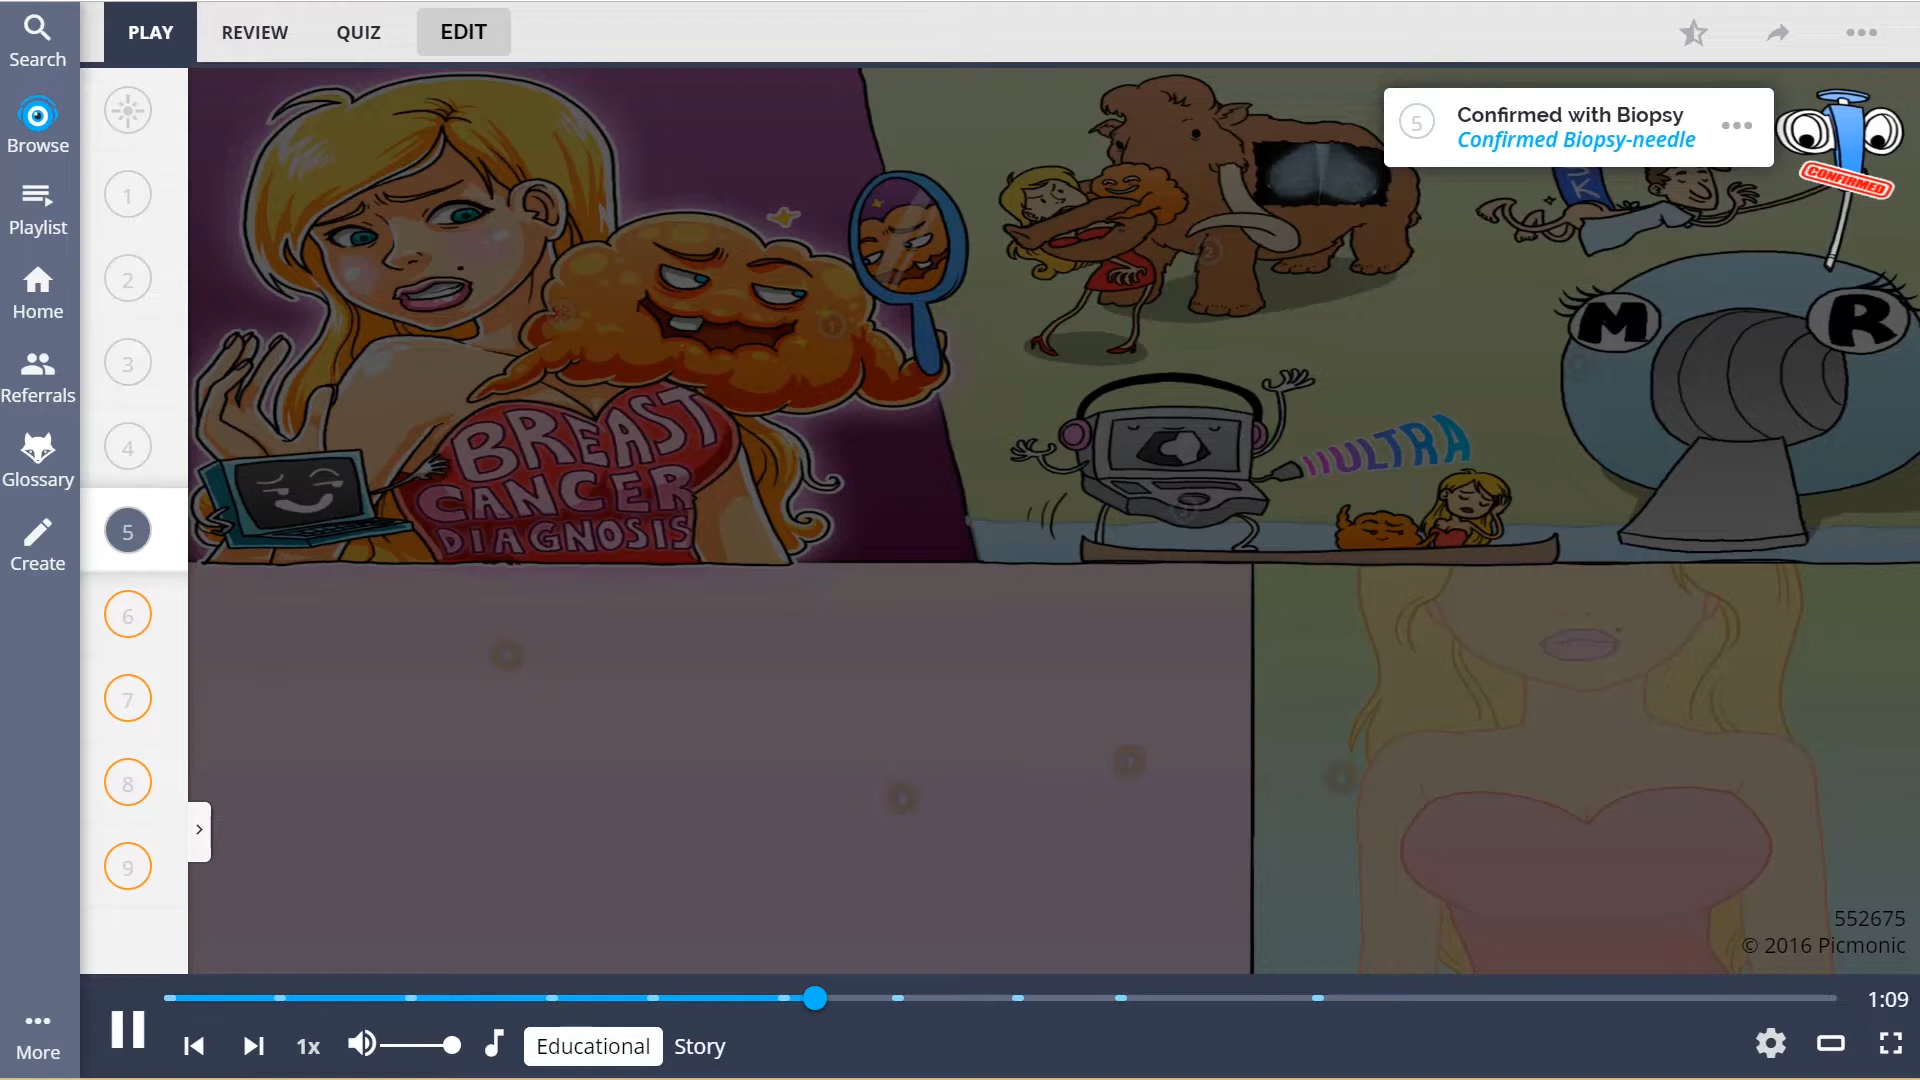 PLAY REVIEW QUIZ EDIT
Search
Browse
Playlist
Home
Referrals
Glossary
Create
More
1
2
3
4
5
6
7
8
9
5 Confirmed with Biopsy
Confirmed Biopsy-needle
CONFIRMED
K
M R
ULTRA
BREAST
CANCER
DIAGNOSIS
552675
© 2016 Picmonic
1:09
1x Educational Story